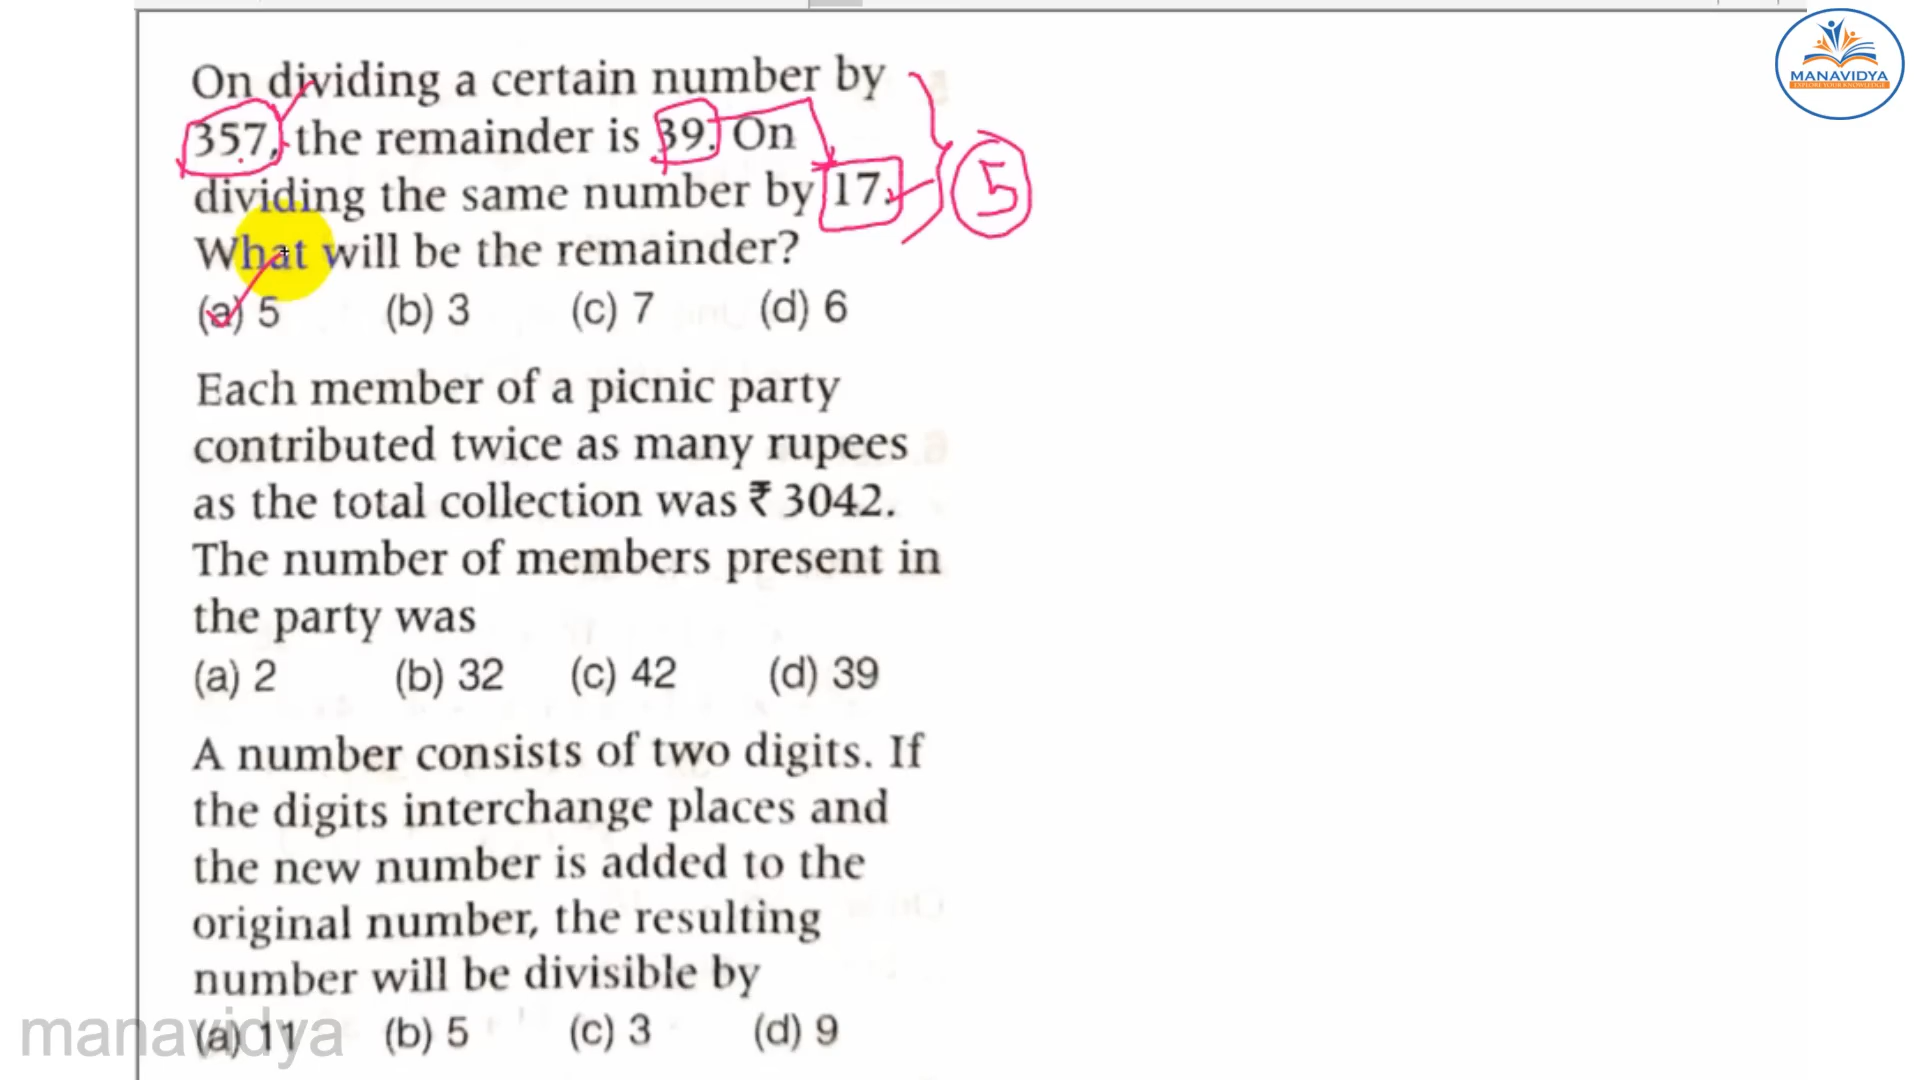 MANAVIDYA
EXPLORE YOUR KNOWLEDGE
On dividing a certain number by
357, the remainder is 39. On
dividing the same number by 17.
What will be the remainder?
5
(a) 5 (b) 3 (c) 7 (d) 6
Each member of a picnic party
contributed twice as many rupees
as the total collection was ₹ 3042.
The number of members present in
the party was
(a) 2 (b) 32 (c) 42 (d) 39
A number consists of two digits. If
the digits interchange places and
the new number is added to the
original number, the resulting
number will be divisible by
(a) 11 (b) 5 (c) 3 (d) 9
manavidya